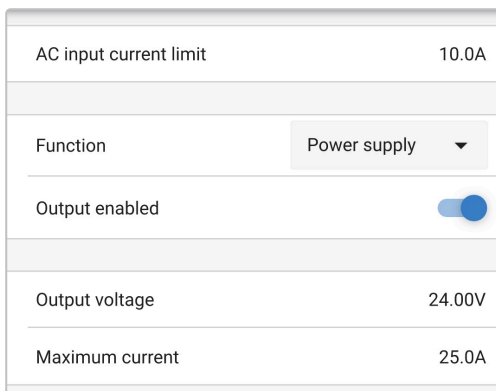 AC input current limit 10.0A
Function Power supply
Output enabled
Output voltage 24.00V
Maximum current 25.0A